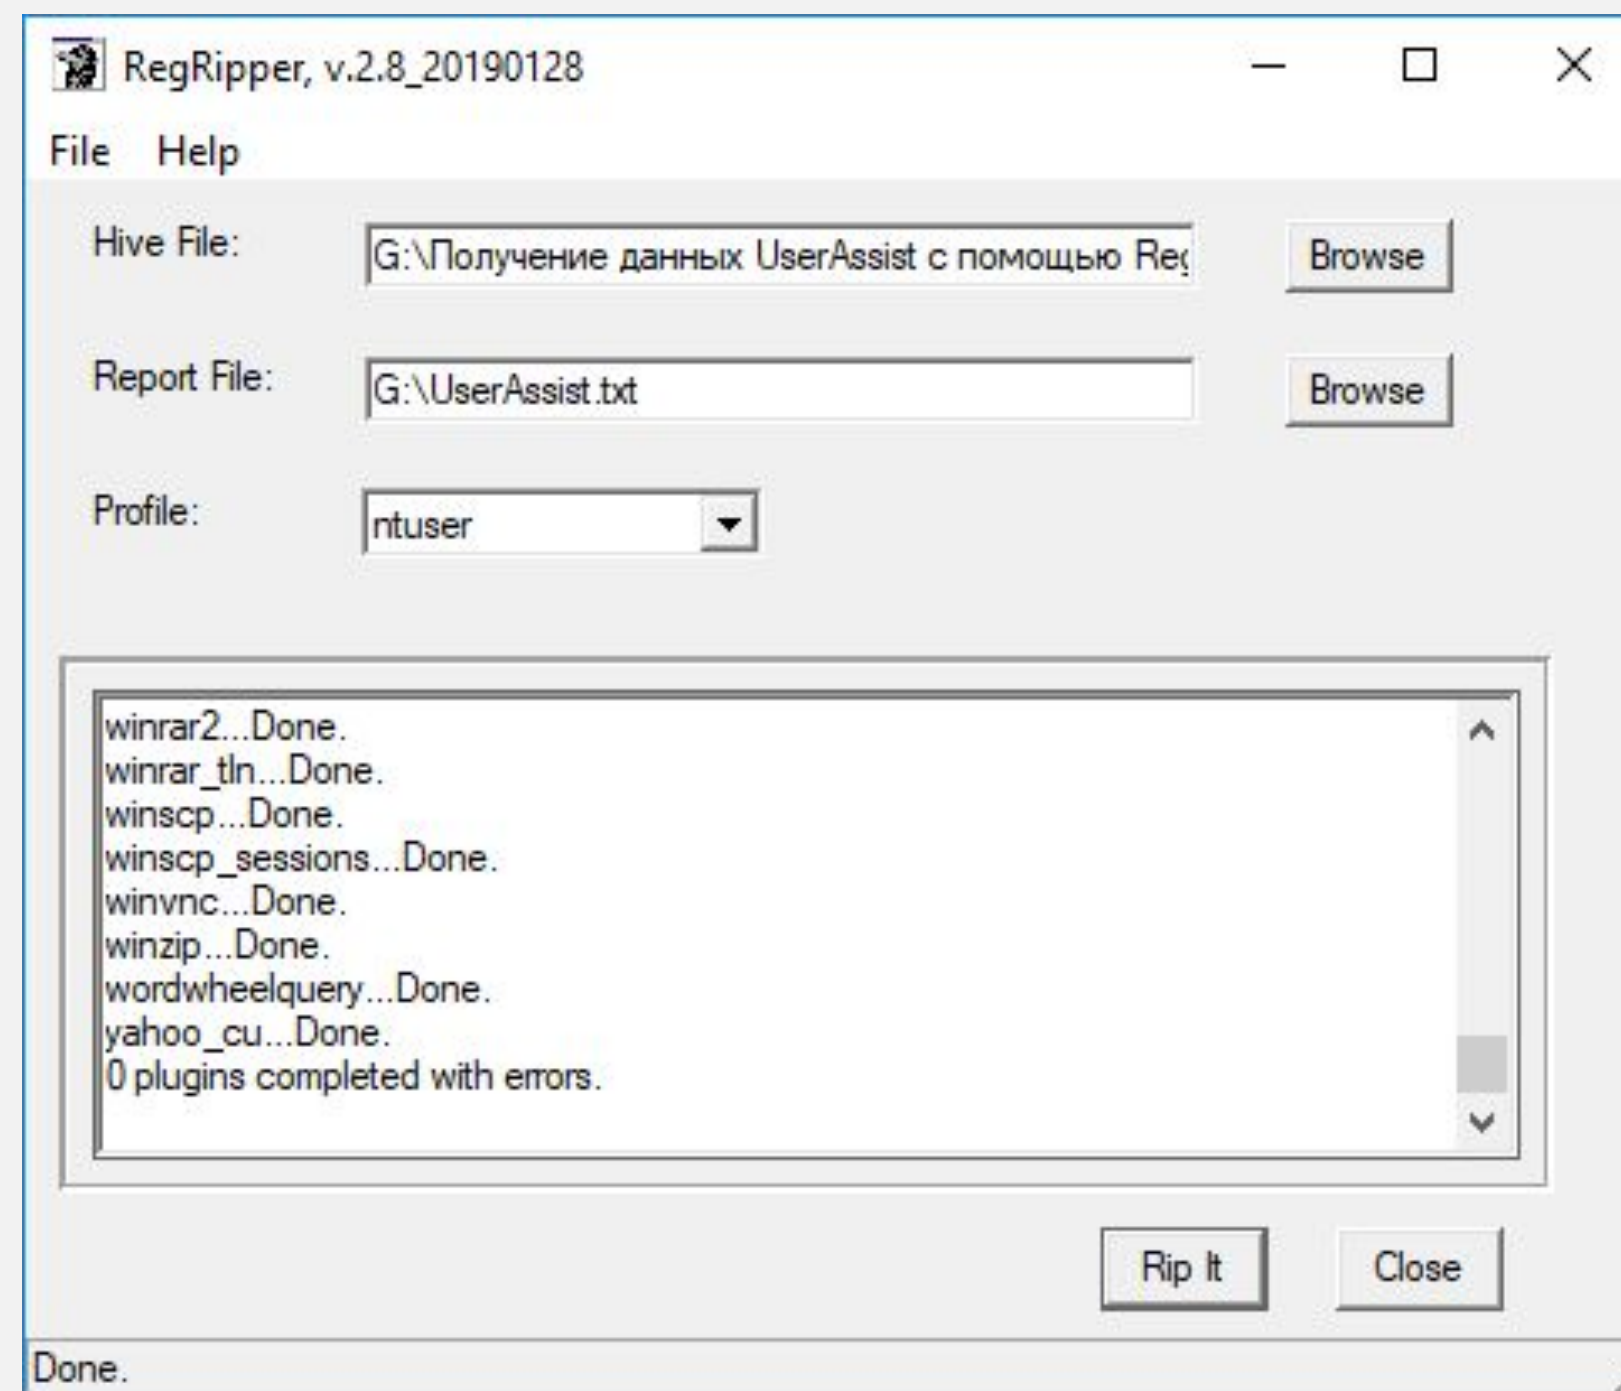 RegRipper, v.2.8_20190128
File Help
Hive File: G:\Получение данных UserAssist с помощью Reg Browse
Report File: G:\UserAssist.txt Browse
Profile: ntuser
winrar2...Done.
winrar_tln...Done.
winscp...Done.
winscp_sessions...Done.
winvnc...Done.
winzip...Done.
wordwheelquery...Done.
yahoo_cu...Done.
0 plugins completed with errors.
Rip It Close
Done.